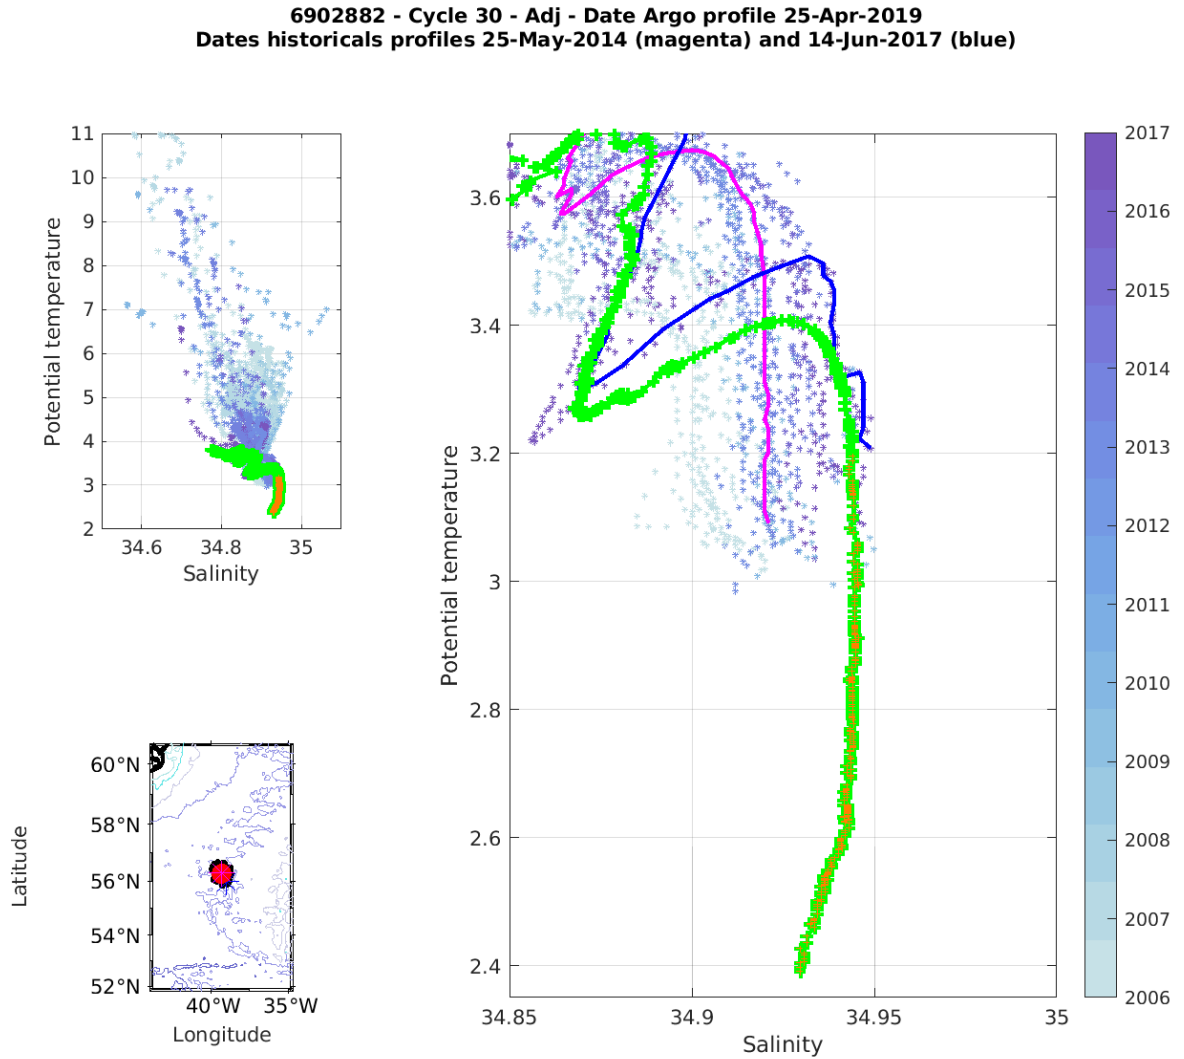 6902882 - Cycle 30 - Adj - Date Argo profile 25-Apr-2019
Dates historicals profiles 25-May-2014 (magenta) and 14-Jun-2017 (blue)
11
10
9
8
7
6
5
4
3
2
34.6
34.8
35
Salinity
Potential temperature
60°N
58°N
56°N
54°N
52°N
40°W
35°W
Longitude
Latitude
3.6
3.4
3.2
3
2.8
2.6
2.4
34.85
34.9
34.95
35
Salinity
Potential temperature
2017
2016
2015
2014
2013
2012
2011
2010
2009
2008
2007
2006